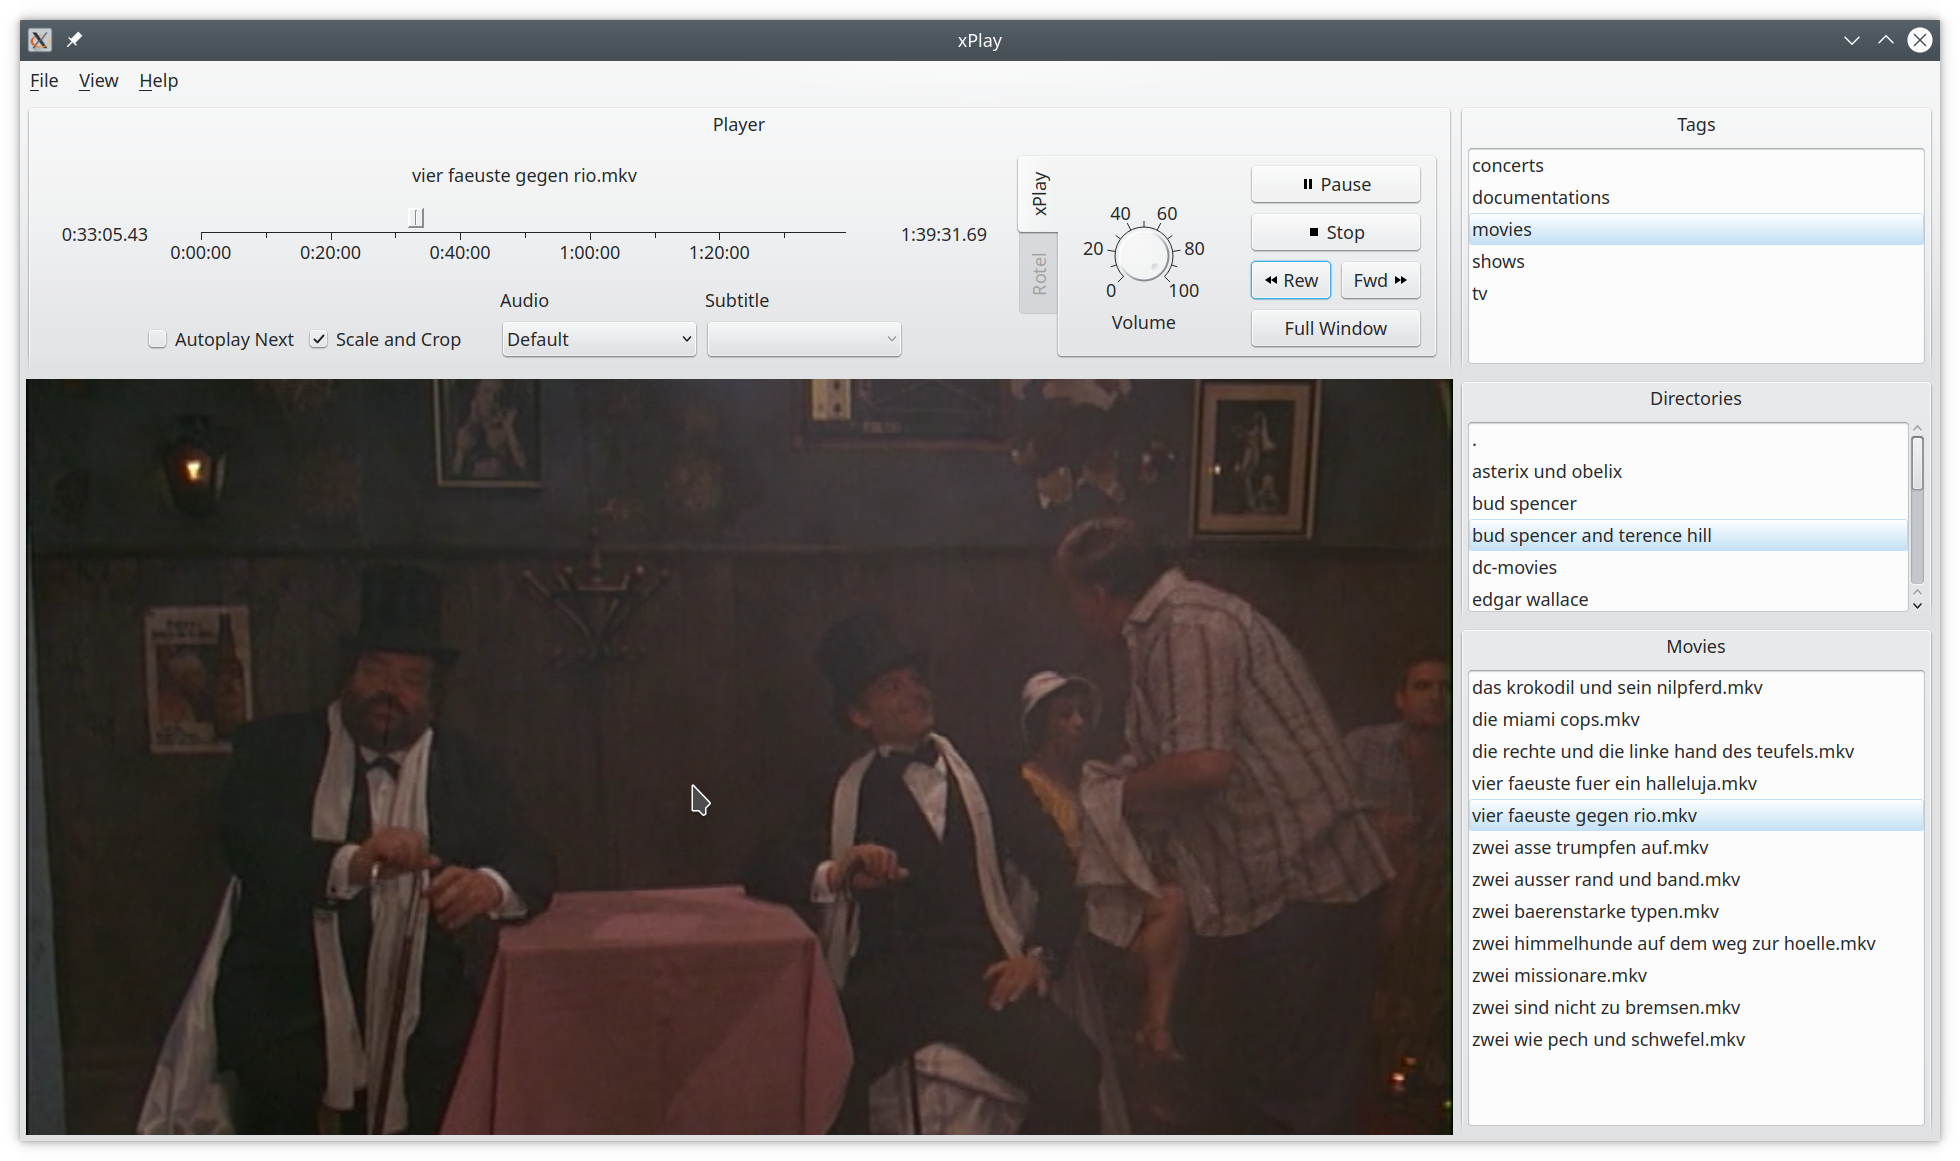 xPlay
File View Help
Player
vier faeuste gegen rio.mkv
0:33:05.43
0:00:00 0:20:00 0:40:00 1:00:00 1:20:00
1:39:31.69
Audio
Subtitle
Autoplay Next
Scale and Crop
Default
xPlay
Rotel
0 20 40 60 80 100
Volume
Pause
Stop
Rew
Fwd
Full Window
Tags
concerts
documentations
movies
shows
tv
Directories
.
asterix und obelix
bud spencer
bud spencer and terence hill
dc-movies
edgar wallace
Movies
das krokodil und sein nilpferd.mkv
die miami cops.mkv
die rechte und die linke hand des teufels.mkv
vier faeuste fuer ein halleluja.mkv
vier faeuste gegen rio.mkv
zwei asse trumpfen auf.mkv
zwei ausser rand und band.mkv
zwei baerenstarke typen.mkv
zwei himmelhunde auf dem weg zur hoelle.mkv
zwei missionare.mkv
zwei sind nicht zu bremsen.mkv
zwei wie pech und schwefel.mkv